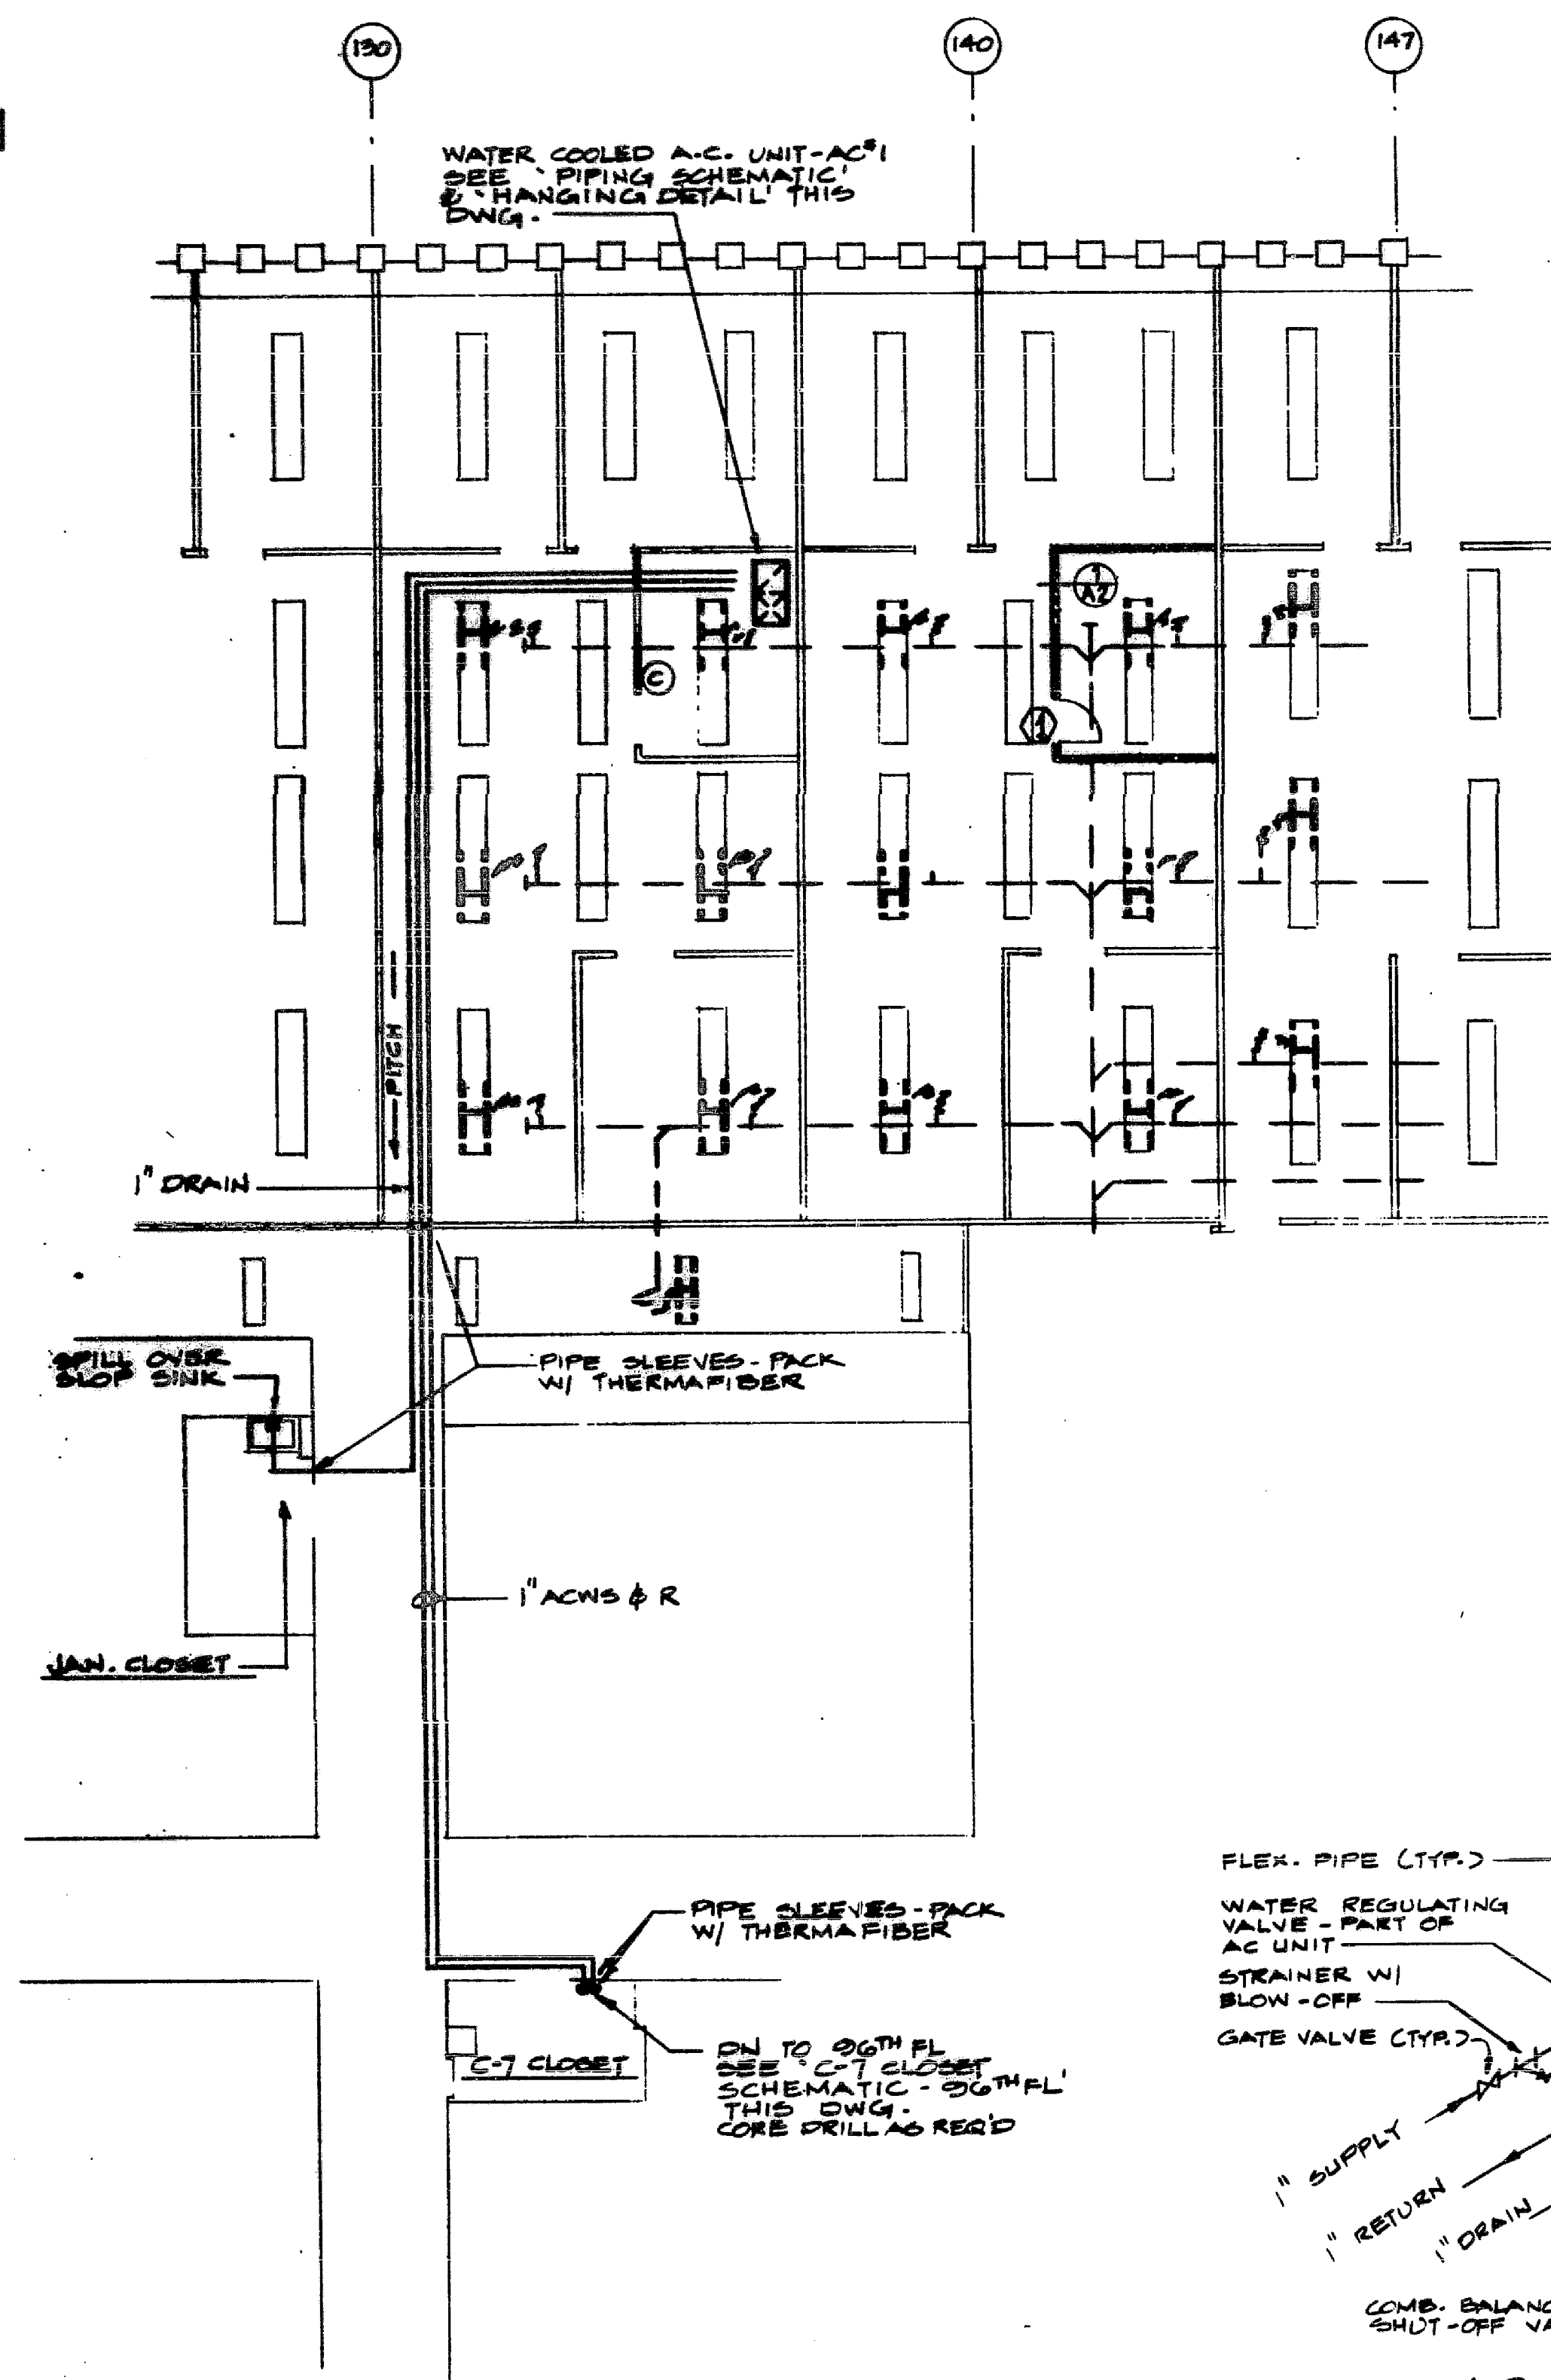 130
140
147
WATER COOLED A.C. UNIT-AC#1
SEE 'PIPING SCHEMATIC'
& 'HANGING DETAIL' THIS
DWG.
1
A2
C
1
PITCH
1" DRAIN
SPILL OVER
SLOP SINK
PIPE SLEEVES-PACK
W/ THERMAFIBER
1" ACWS & R
JAN. CLOSET
PIPE SLEEVES-PACK
W/ THERMAFIBER
C-7 CLOSET
DN TO 96TH FL
SEE 'C-7 CLOSET
SCHEMATIC - 96TH FL'
THIS DWG.
CORE DRILL AS REQ'D
FLEX. PIPE (TYP.)
WATER REGULATING
VALVE - PART OF
AC UNIT
STRAINER W/
BLOW-OFF
GATE VALVE (TYP.)
1" SUPPLY
1" RETURN
1" DRAIN
COMB. BALANC
SHUT-OFF VA